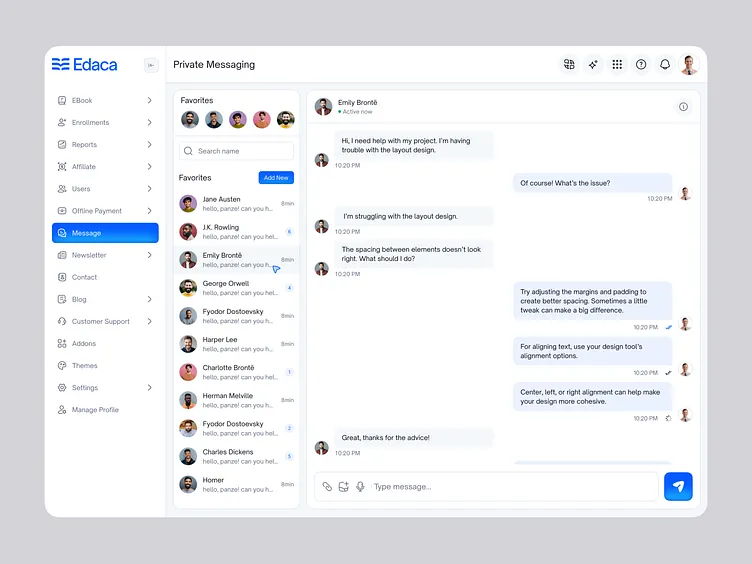 Edaca
Private Messaging
EBook
Enrollments
Reports
Affiliate
Users
Offline Payment
Message
Newsletter
Contact
Blog
Customer Support
Addons
Themes
Settings
Manage Profile
Favorites
Search name
Favorites
Add New
Jane Austen
hello, panze! can you h...
8min
J.K. Rowling
hello, panze! can you hel...
6
Emily Brontë
hello, panze! can you h...
8min
George Orwell
hello, panze! can you hel...
4
Fyodor Dostoevsky
hello, panze! can you h...
8min
Harper Lee
hello, panze! can you h...
8min
Charlotte Brontë
hello, panze! can you hel...
1
Herman Melville
hello, panze! can you h...
8min
Fyodor Dostoevsky
hello, panze! can you hel...
2
Charles Dickens
hello, panze! can you hel...
5
Homer
hello, panze! can you h...
8min
Emily Brontë
Active now
Hi, I need help with my project. I'm having
trouble with the layout design.
10:20 PM
Of course! What's the issue?
10:20 PM
I'm struggling with the layout design.
10:20 PM
The spacing between elements doesn't look
right. What should I do?
10:20 PM
Try adjusting the margins and padding to
create better spacing. Sometimes a little
tweak can make a big difference.
10:20 PM
For aligning text, use your design tool's
alignment options.
10:20 PM
Center, left, or right alignment can help make
your design more cohesive.
10:20 PM
Great, thanks for the advice!
10:20 PM
Type message...